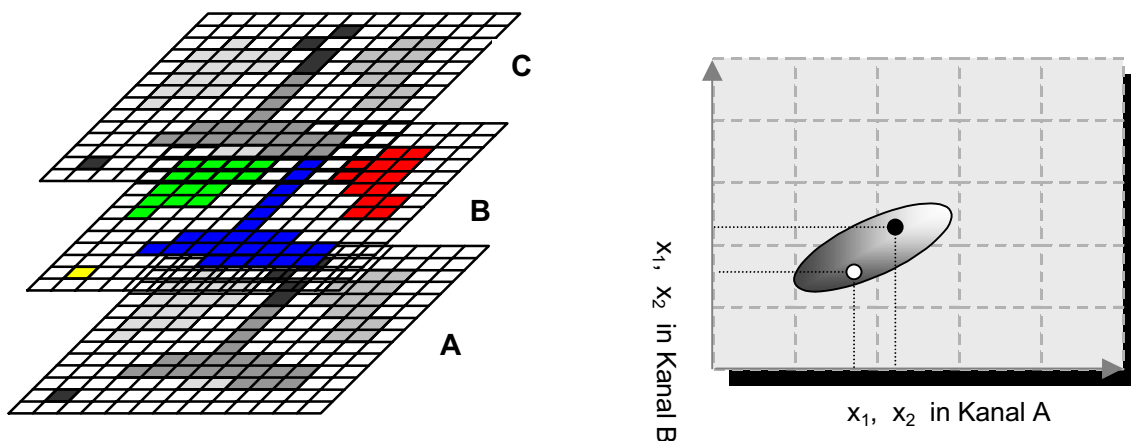 C
B
A
x₁, x₂ in Kanal B
x₁, x₂ in Kanal A